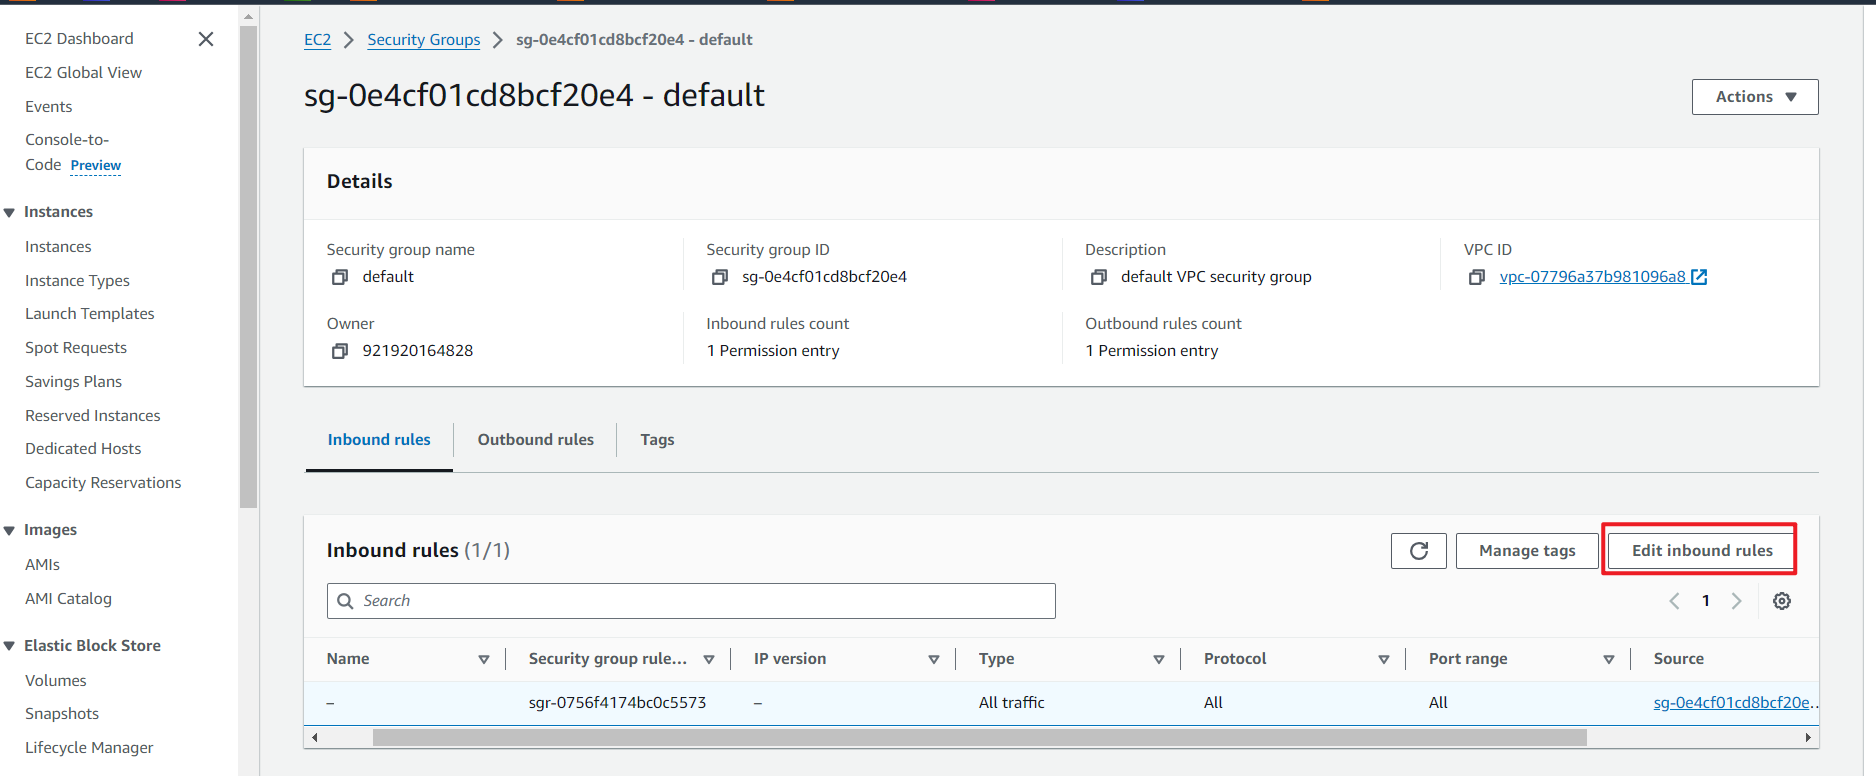 EC2 Dashboard
EC2 Global View
Events
Console-to-
Code Preview
Instances
Instances
Instance Types
Launch Templates
Spot Requests
Savings Plans
Reserved Instances
Dedicated Hosts
Capacity Reservations
Images
AMIs
AMI Catalog
Elastic Block Store
Volumes
Snapshots
Lifecycle Manager
EC2 > Security Groups > sg-0e4cf01cd8bcf20e4 - default
sg-0e4cf01cd8bcf20e4 - default
Actions
Details
Security group name
default
Security group ID
sg-0e4cf01cd8bcf20e4
Description
default VPC security group
VPC ID
vpc-07796a37b981096a8
Owner
921920164828
Inbound rules count
1 Permission entry
Outbound rules count
1 Permission entry
Inbound rules Outbound rules Tags
Inbound rules (1/1)
Manage tags Edit inbound rules
Search
1
Name Security group rule... IP version Type Protocol Port range Source
– sgr-0756f4174bc0c5573 – All traffic All All sg-0e4cf01cd8bcf20e...